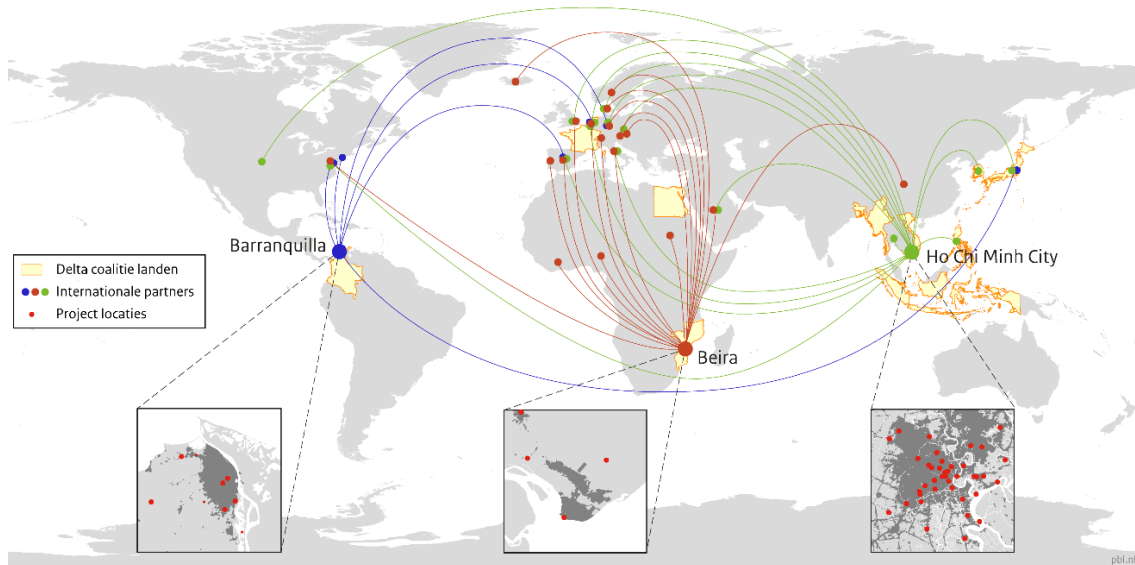 Barranquilla
Ho Chi Minh City
Delta coalitie landen
Internationale partners
Project locaties
Beira
pbl.nl